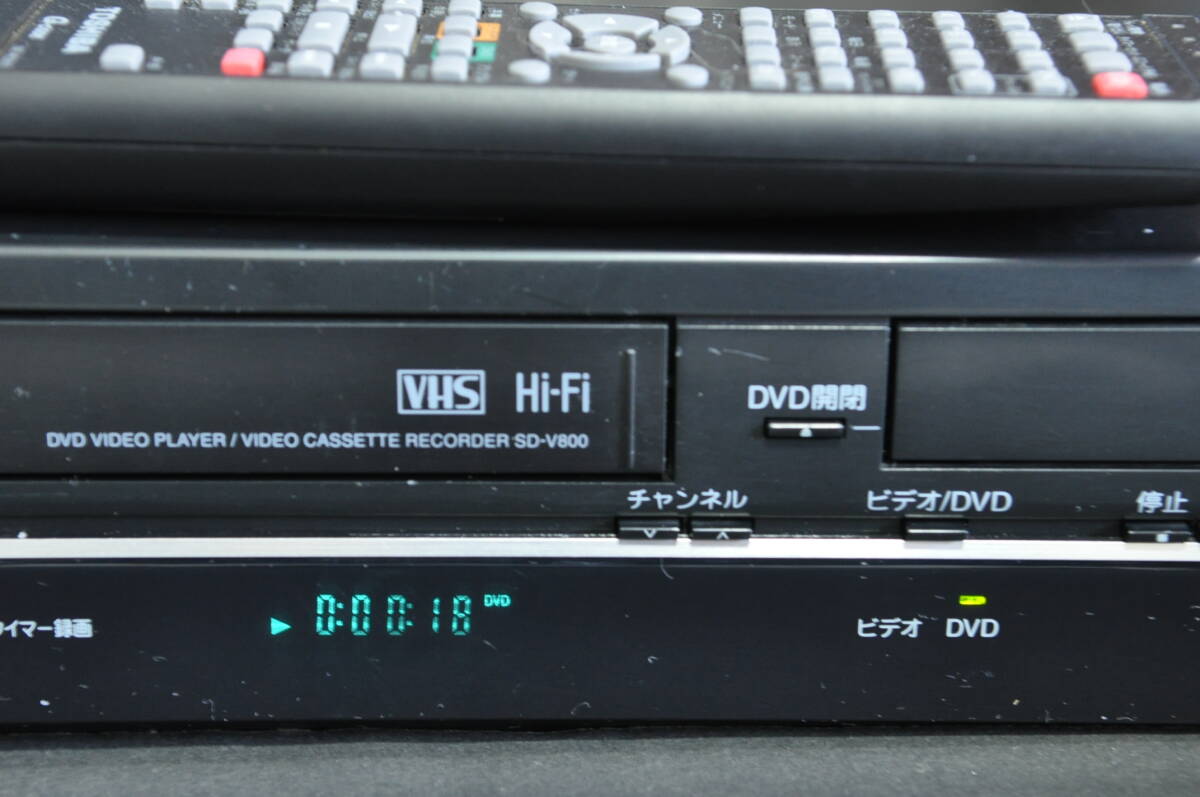 TOSHIBA
VHS Hi-Fi
DVD VIDEO PLAYER / VIDEO CASSETTE RECORDER SD-V800
DVD開閉
チャンネル
ビデオ/DVD
停止
イマー録画
0:00:18 DVD
ビデオ DVD